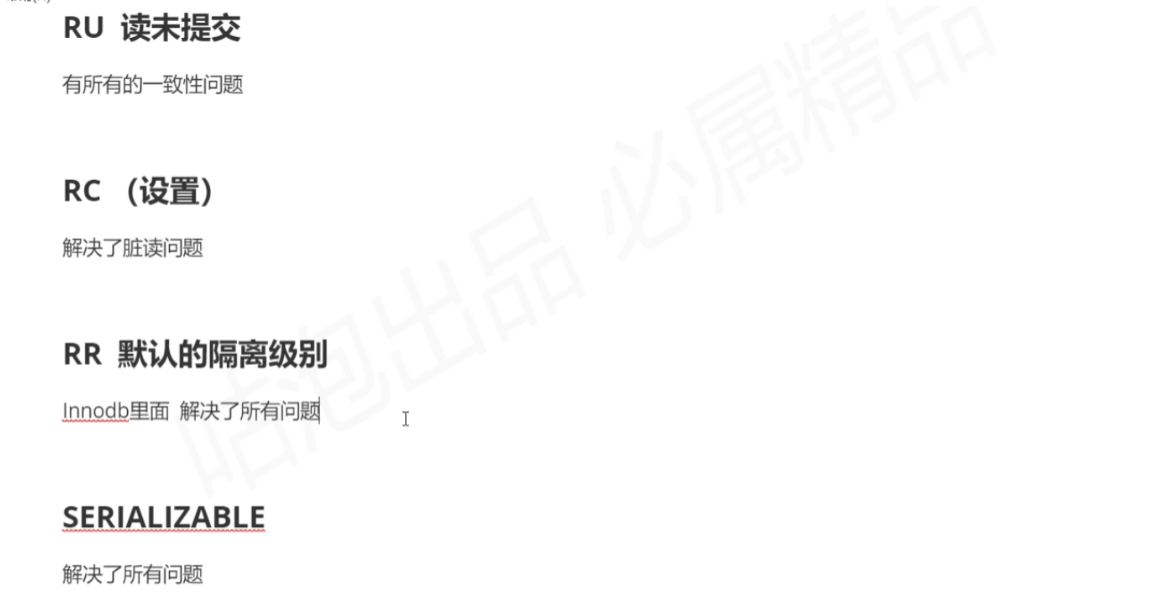 RU 读未提交
有所有的一致性问题
RC （设置）
解决了脏读问题
RR 默认的隔离级别
Innodb里面 解决了所有问题
SERIALIZABLE
解决了所有问题
咕泡出品 必属精品